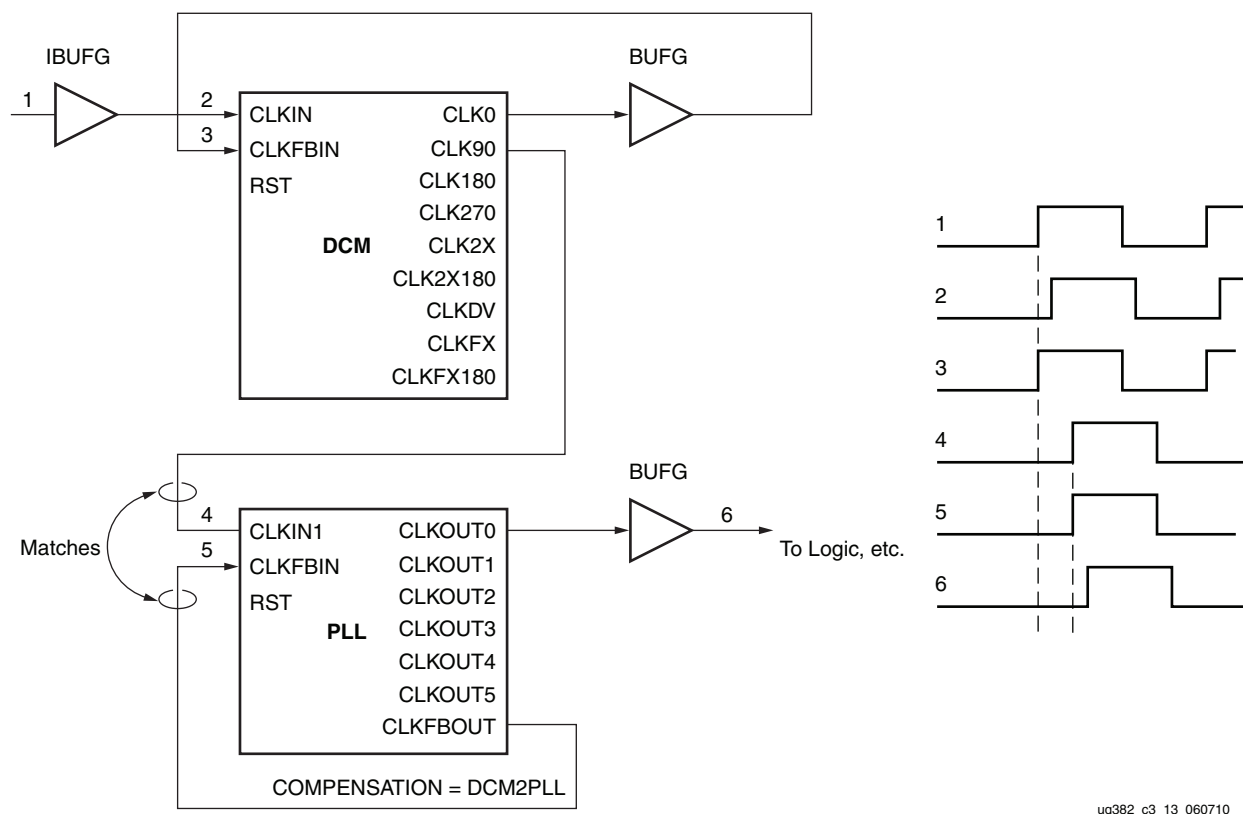 IBUFG
BUFG
1
2
CLKIN
CLK0
3
CLKFBIN
CLK90
RST
CLK180
CLK270
DCM
CLK2X
CLK2X180
CLKDV
CLKFX
CLKFX180
BUFG
4
CLKIN1
CLKOUT0
6
Matches
5
CLKFBIN
CLKOUT1
To Logic, etc.
RST
CLKOUT2
PLL
CLKOUT3
CLKOUT4
CLKOUT5
CLKFBOUT
COMPENSATION = DCM2PLL
1
2
3
4
5
6
ug382_c3_13_060710